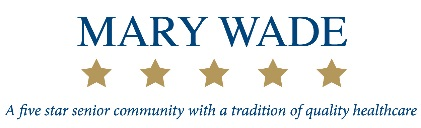 MARY WADE
A five star senior community with a tradition of quality healthcare